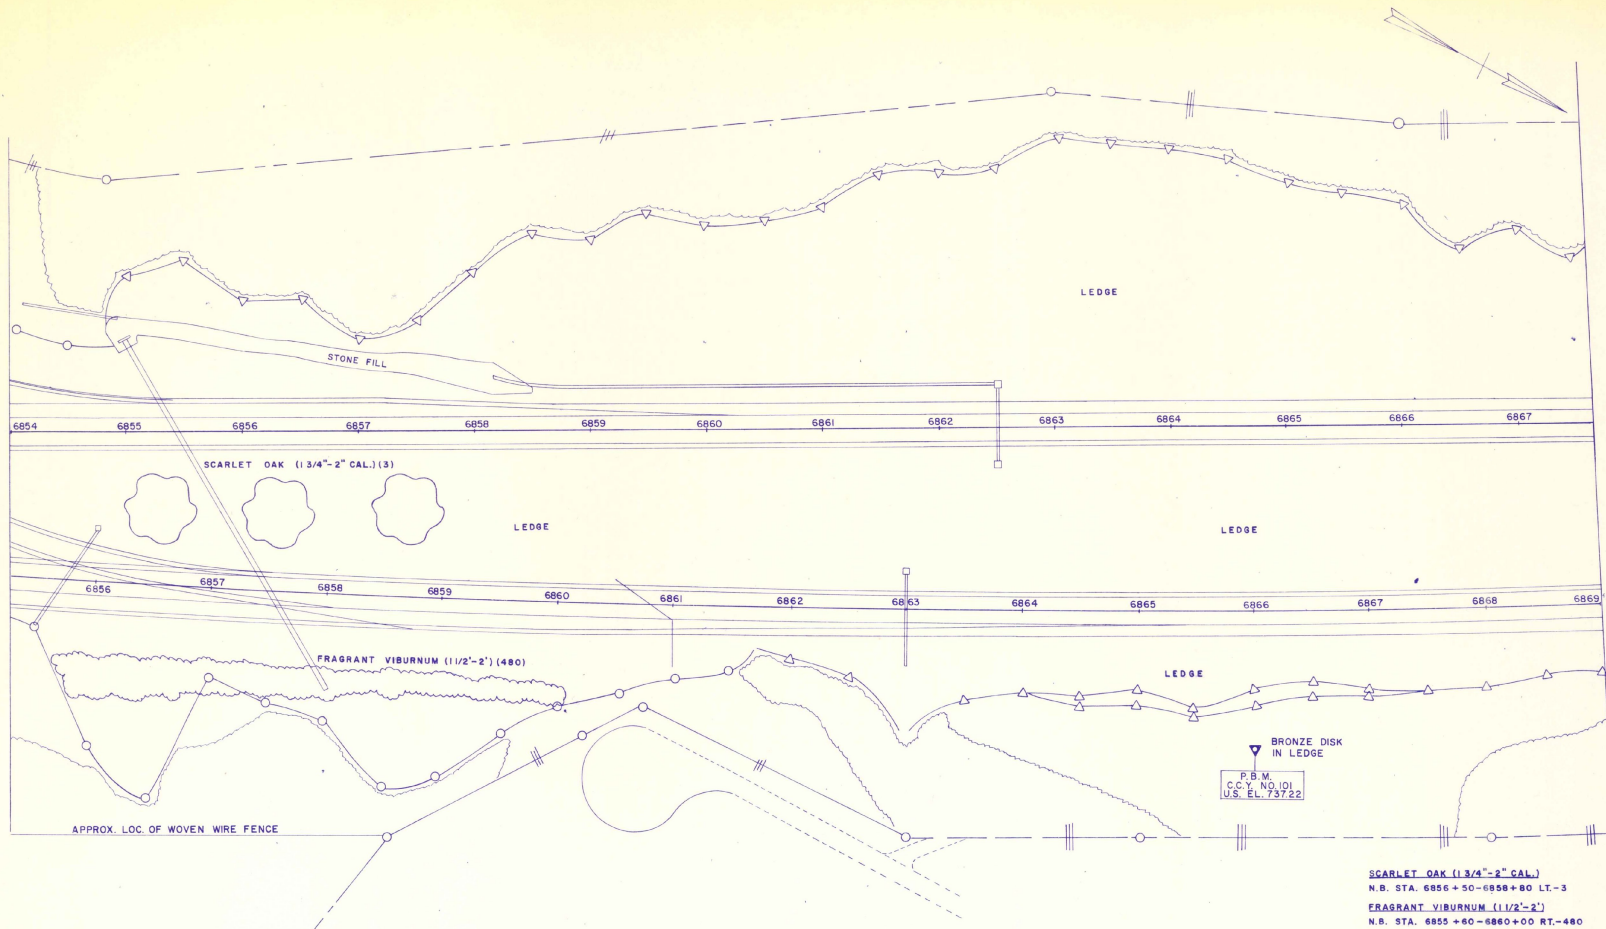 LEDGE
STONE FILL
6854 6855 6856 6857 6858 6859 6860 6861 6862 6863 6864 6865 6866 6867
SCARLET OAK (1 3/4"-2" CAL.)(3)
LEDGE
LEDGE
6856 6857 6858 6859 6860 6861 6862 6863 6864 6865 6866 6867 6868 6869
FRAGRANT VIBURNUM (1 1/2'-2') (480)
LEDGE
BRONZE DISK
IN LEDGE
P.B.M.
C.C.Y. NO. 101
U.S. EL. 737.22
APPROX. LOC. OF WOVEN WIRE FENCE
SCARLET OAK (1 3/4"-2" CAL.)
N.B. STA. 6856+50-6858+80 LT.-3
FRAGRANT VIBURNUM (1 1/2'-2')
N.B. STA. 6855+60-6860+00 RT.-480